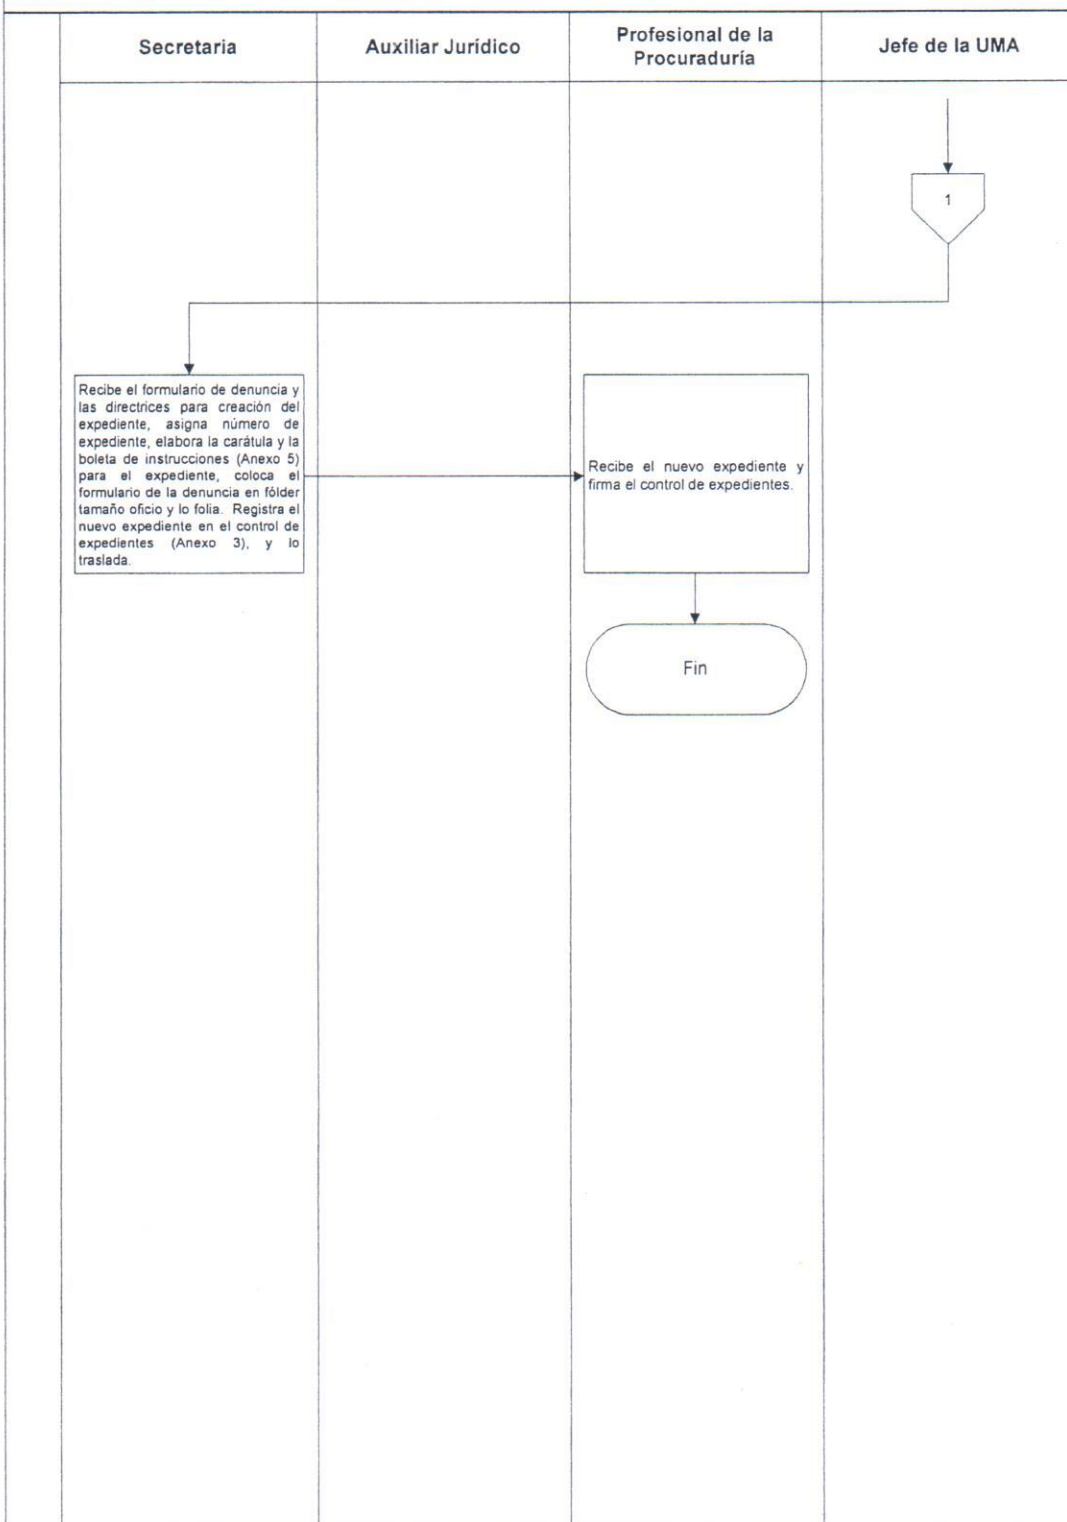 Secretaria
Auxiliar Jurídico
Profesional de la
Procuraduría
Jefe de la UMA
1
Recibe el formulario de denuncia y
las directrices para creación del
expediente, asigna número de
expediente, elabora la carátula y la
boleta de instrucciones (Anexo 5)
para el expediente, coloca el
formulario de la denuncia en fólder
tamaño oficio y lo folia. Registra el
nuevo expediente en el control de
expedientes (Anexo 3), y lo
traslada.
Recibe el nuevo expediente y
firma el control de expedientes.
Fin